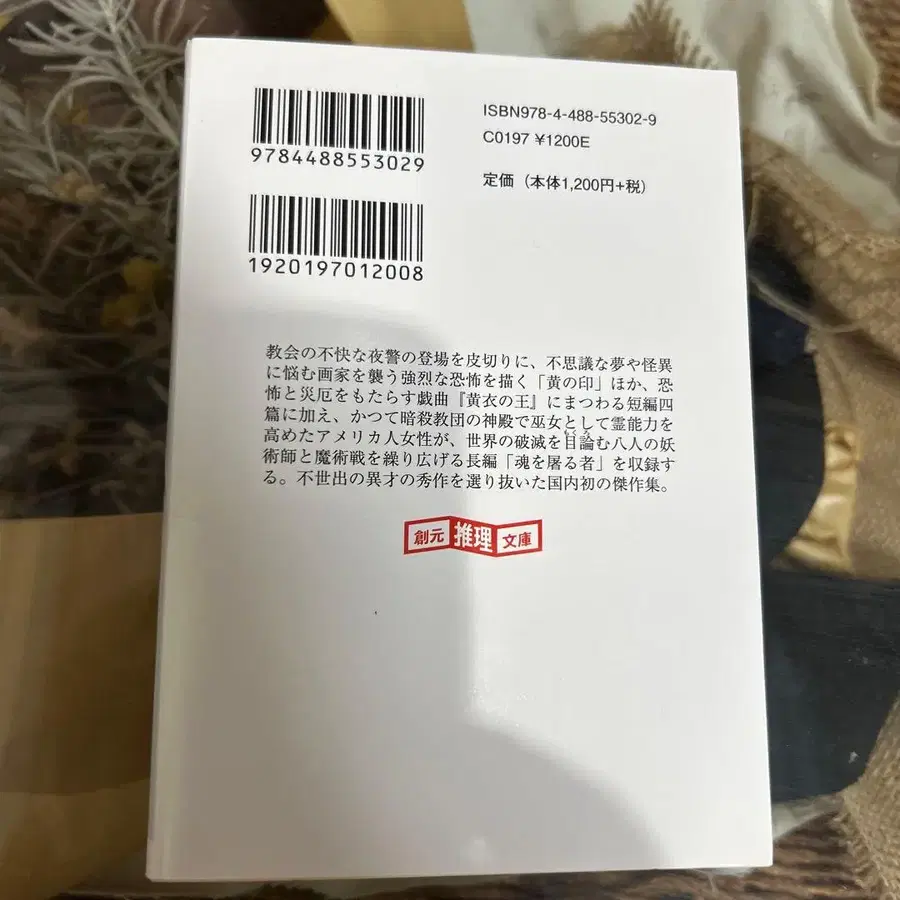 9784488553029
ISBN978-4-488-55302-9
C0197 ¥1200E
定価（本体1,200円+税）
1920197012008
教会の不快な夜警の登場を皮切りに、不思議な夢や怪異
に悩む画家を襲う強烈な恐怖を描く「黄の印」ほか、恐
怖と災厄をもたらす戯曲『黄衣の王』にまつわる短編四
篇に加え、かつて暗殺教団の神殿で巫女として霊能力を
高めたアメリカ人女性が、世界の破滅を目論む八人の妖
術師と魔術戦を繰り広げる長編「魂を屠る者」を収録す
る。不世出の異才の秀作を選り抜いた国内初の傑作集。
創元推理文庫